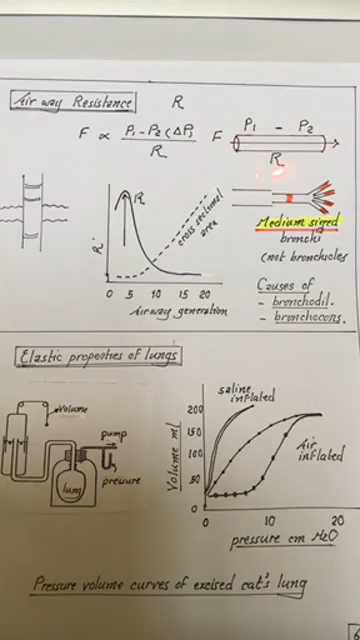 Air way Resistance R
F ∝ P1-P2 (ΔP)
R
F P1 - P2
R
R
R
cross sectional
area
0 5 10 15 20
Airway generation
Medium sized
bronchi
(not bronchioles
Causes of
- bronchodil.
- bronchocons.
Elastic properties of lungs
volume
pump
pressure
lung
saline
inflated
Air
inflated
200
150
100
50
0
Volume ml
0 10 20
pressure cm H2O
Pressure volume curves of excised cat's lung